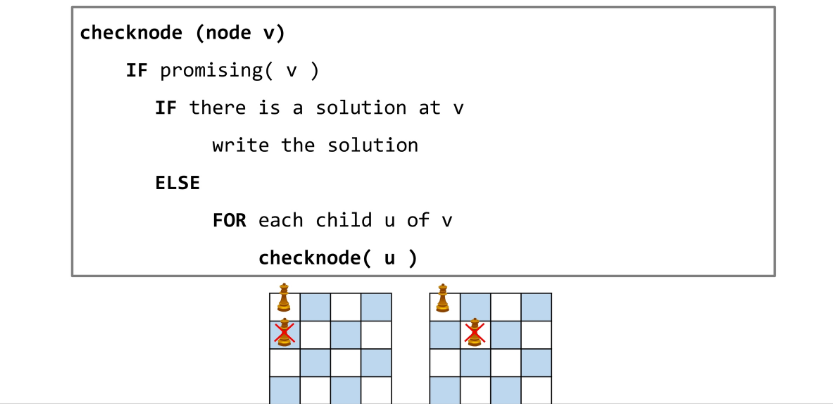 checknode (node v)
IF promising( v )
IF there is a solution at v
write the solution
ELSE
FOR each child u of v
checknode( u )